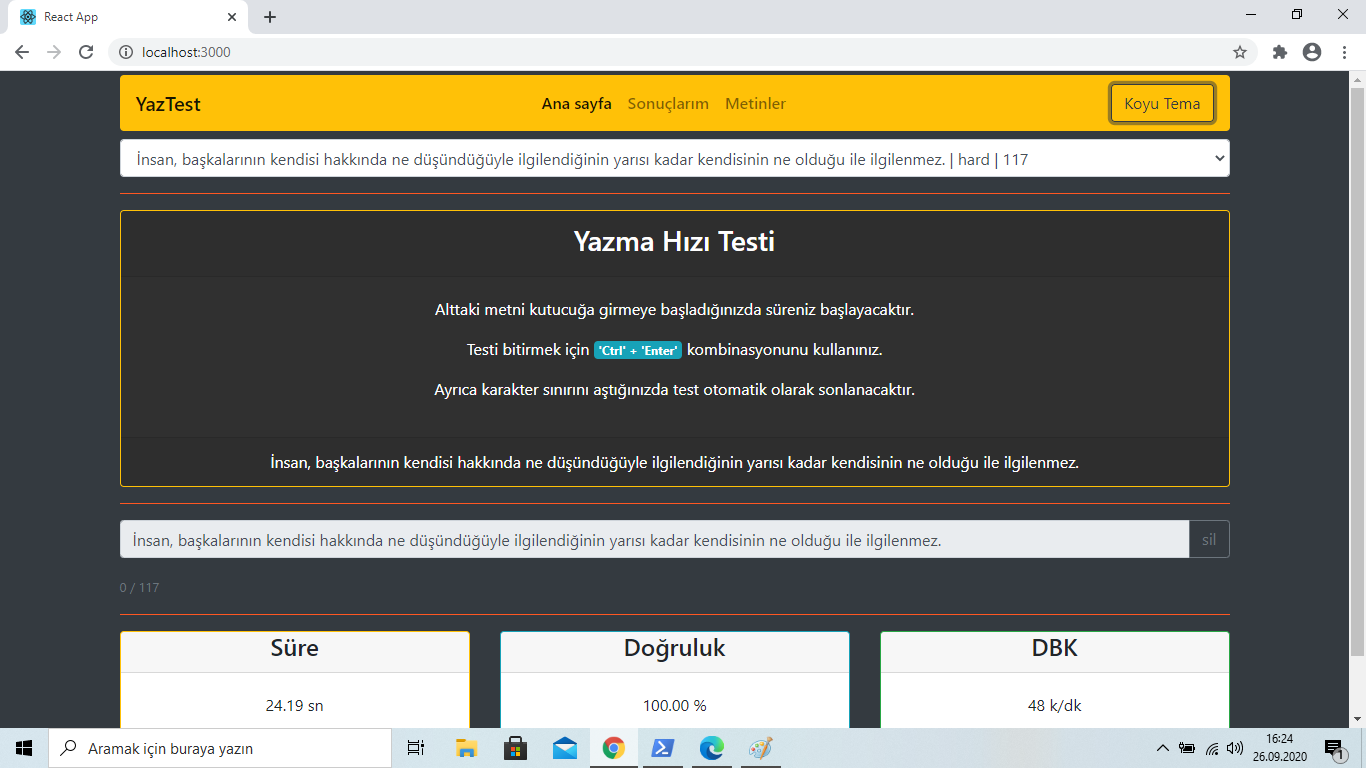 React App
localhost:3000
YazTest Ana sayfa Sonuçlarım Metinler Koyu Tema
İnsan, başkalarının kendisi hakkında ne düşündüğüyle ilgilendiğinin yarısı kadar kendisinin ne olduğu ile ilgilenmez. | hard | 117
Yazma Hızı Testi
Alttaki metni kutucuğa girmeye başladığınızda süreniz başlayacaktır.
Testi bitirmek için 'Ctrl' + 'Enter' kombinasyonunu kullanınız.
Ayrıca karakter sınırını aştığınızda test otomatik olarak sonlanacaktır.
İnsan, başkalarının kendisi hakkında ne düşündüğüyle ilgilendiğinin yarısı kadar kendisinin ne olduğu ile ilgilenmez.
İnsan, başkalarının kendisi hakkında ne düşündüğüyle ilgilendiğinin yarısı kadar kendisinin ne olduğu ile ilgilenmez. sil
0 / 117
Süre Doğruluk DBK
24.19 sn 100.00 % 48 k/dk
Aramak için buraya yazın
16:24
26.09.2020
1